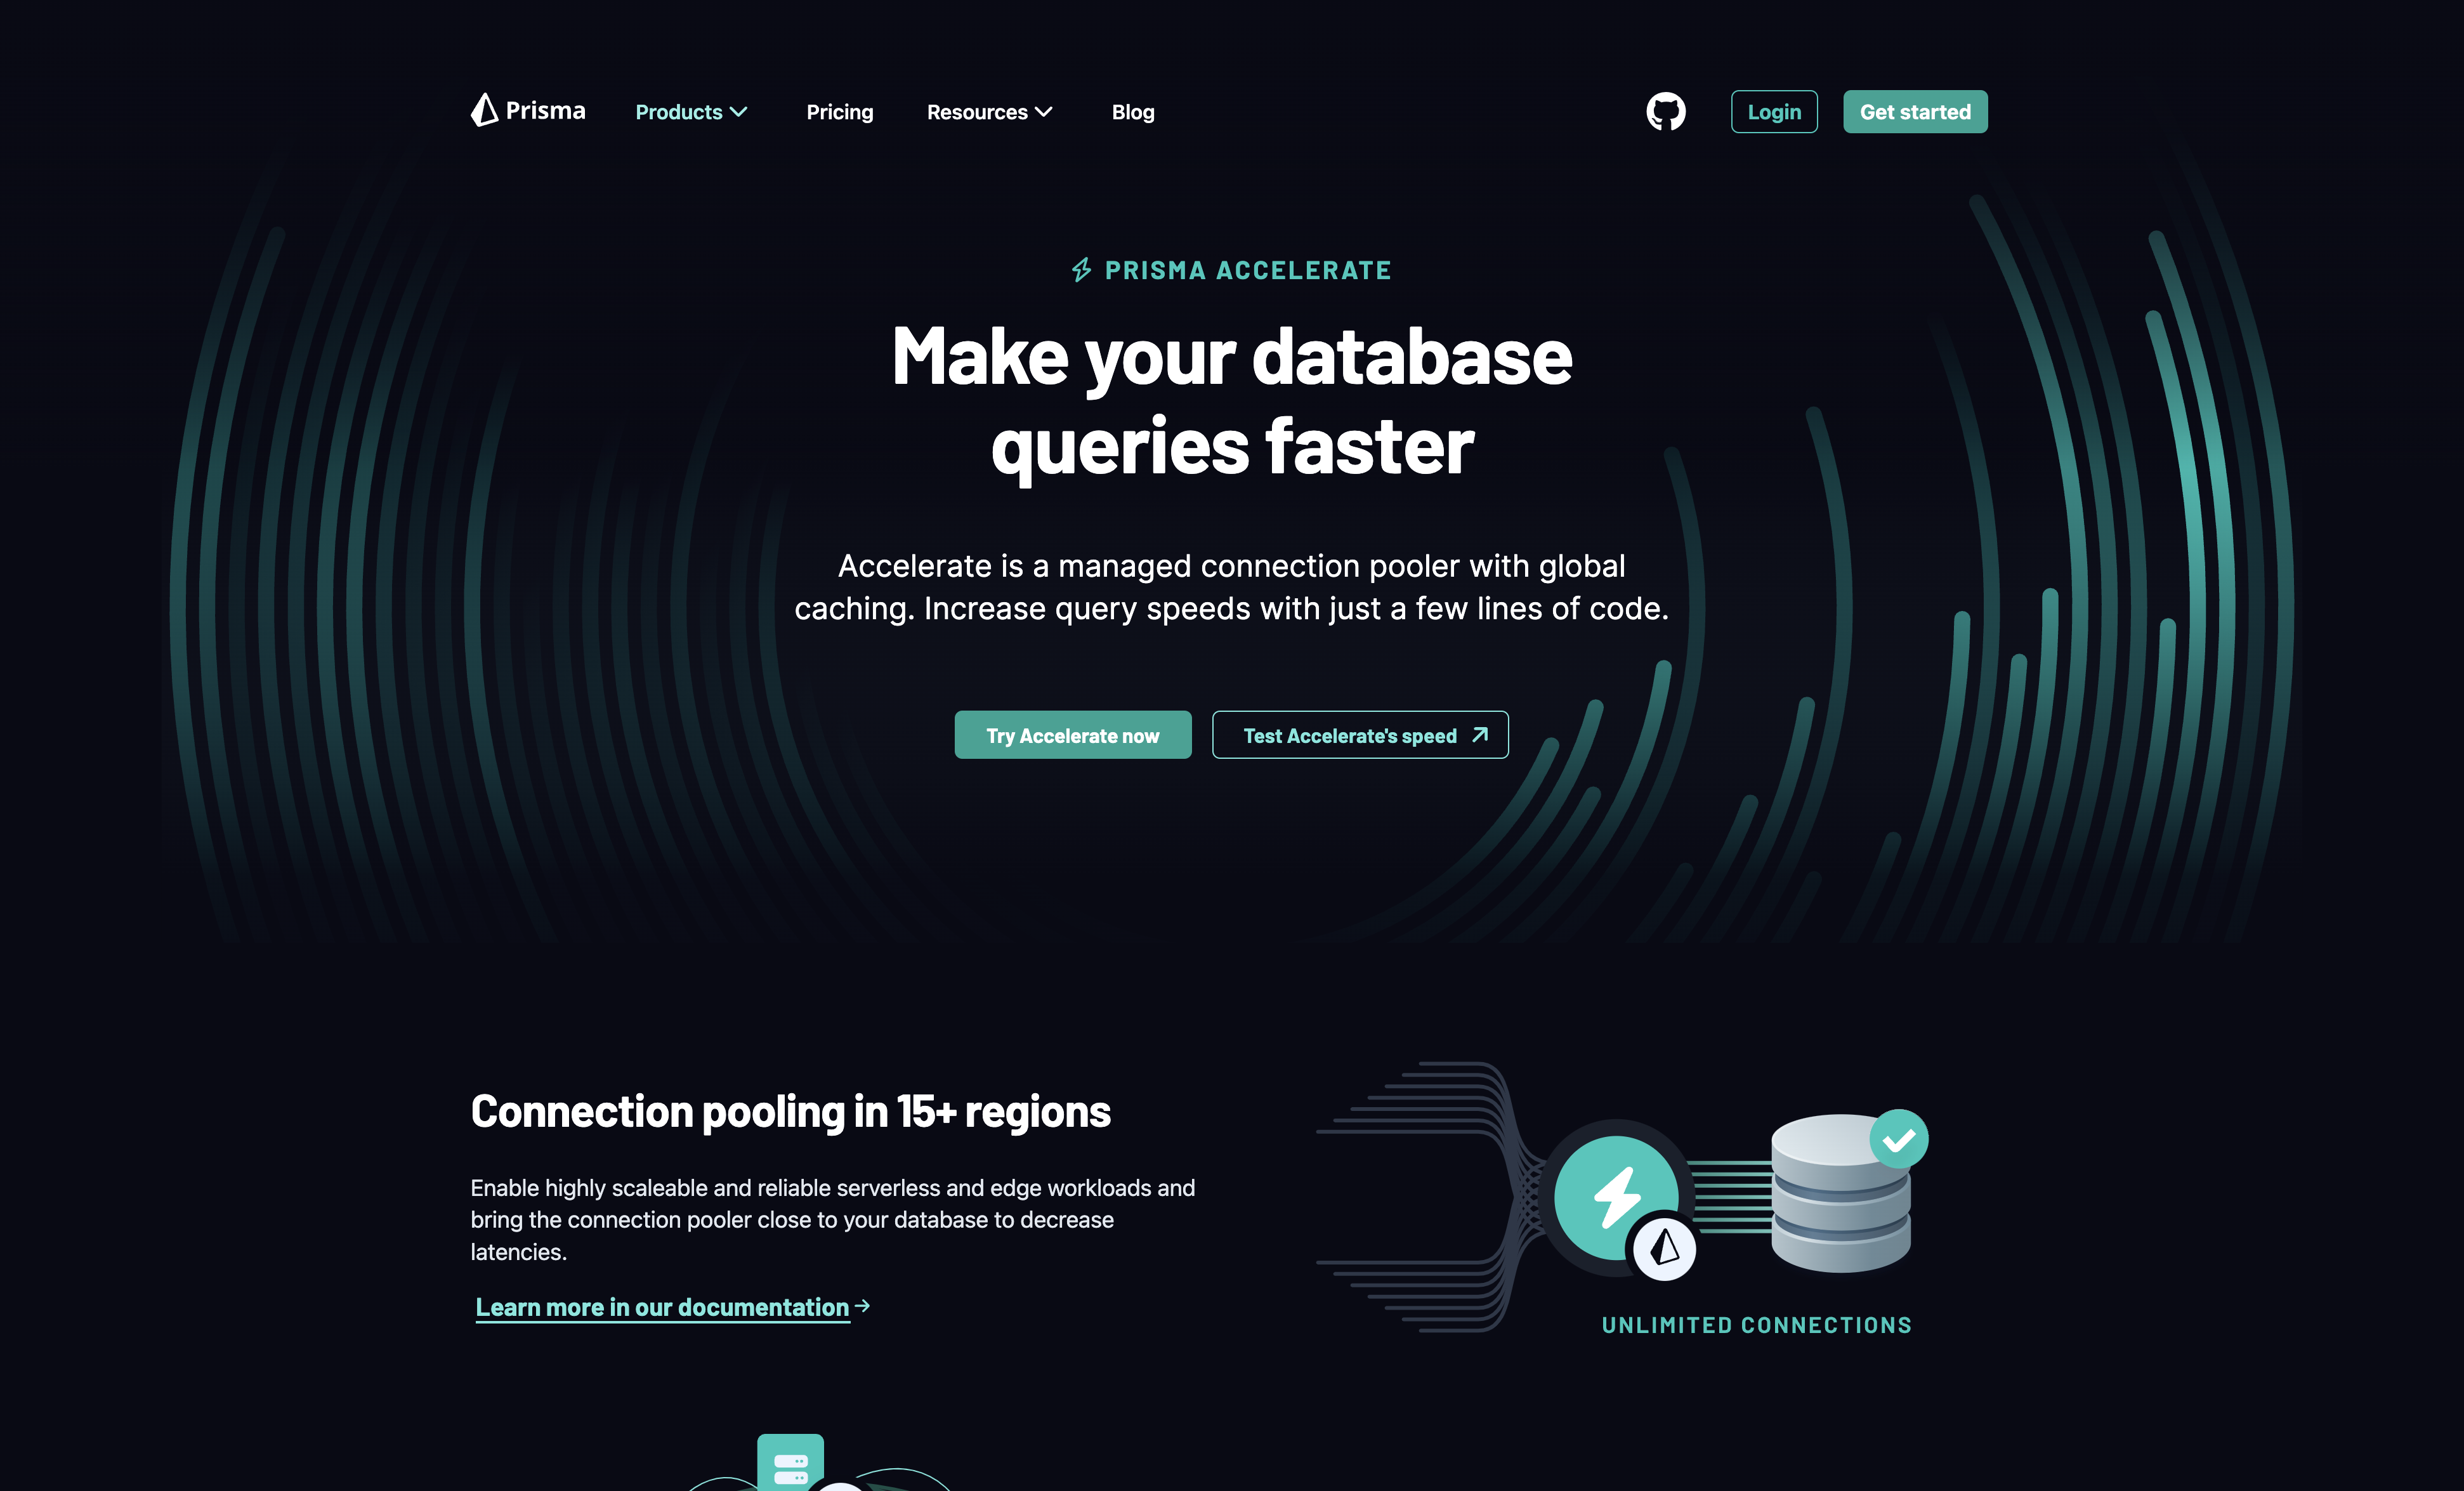 Prisma
Products
Pricing
Resources
Blog
Login
Get started
PRISMA ACCELERATE
Make your database
queries faster
Accelerate is a managed connection pooler with global
caching. Increase query speeds with just a few lines of code.
Try Accelerate now
Test Accelerate's speed
Connection pooling in 15+ regions
Enable highly scaleable and reliable serverless and edge workloads and
bring the connection pooler close to your database to decrease
latencies.
Learn more in our documentation
UNLIMITED CONNECTIONS